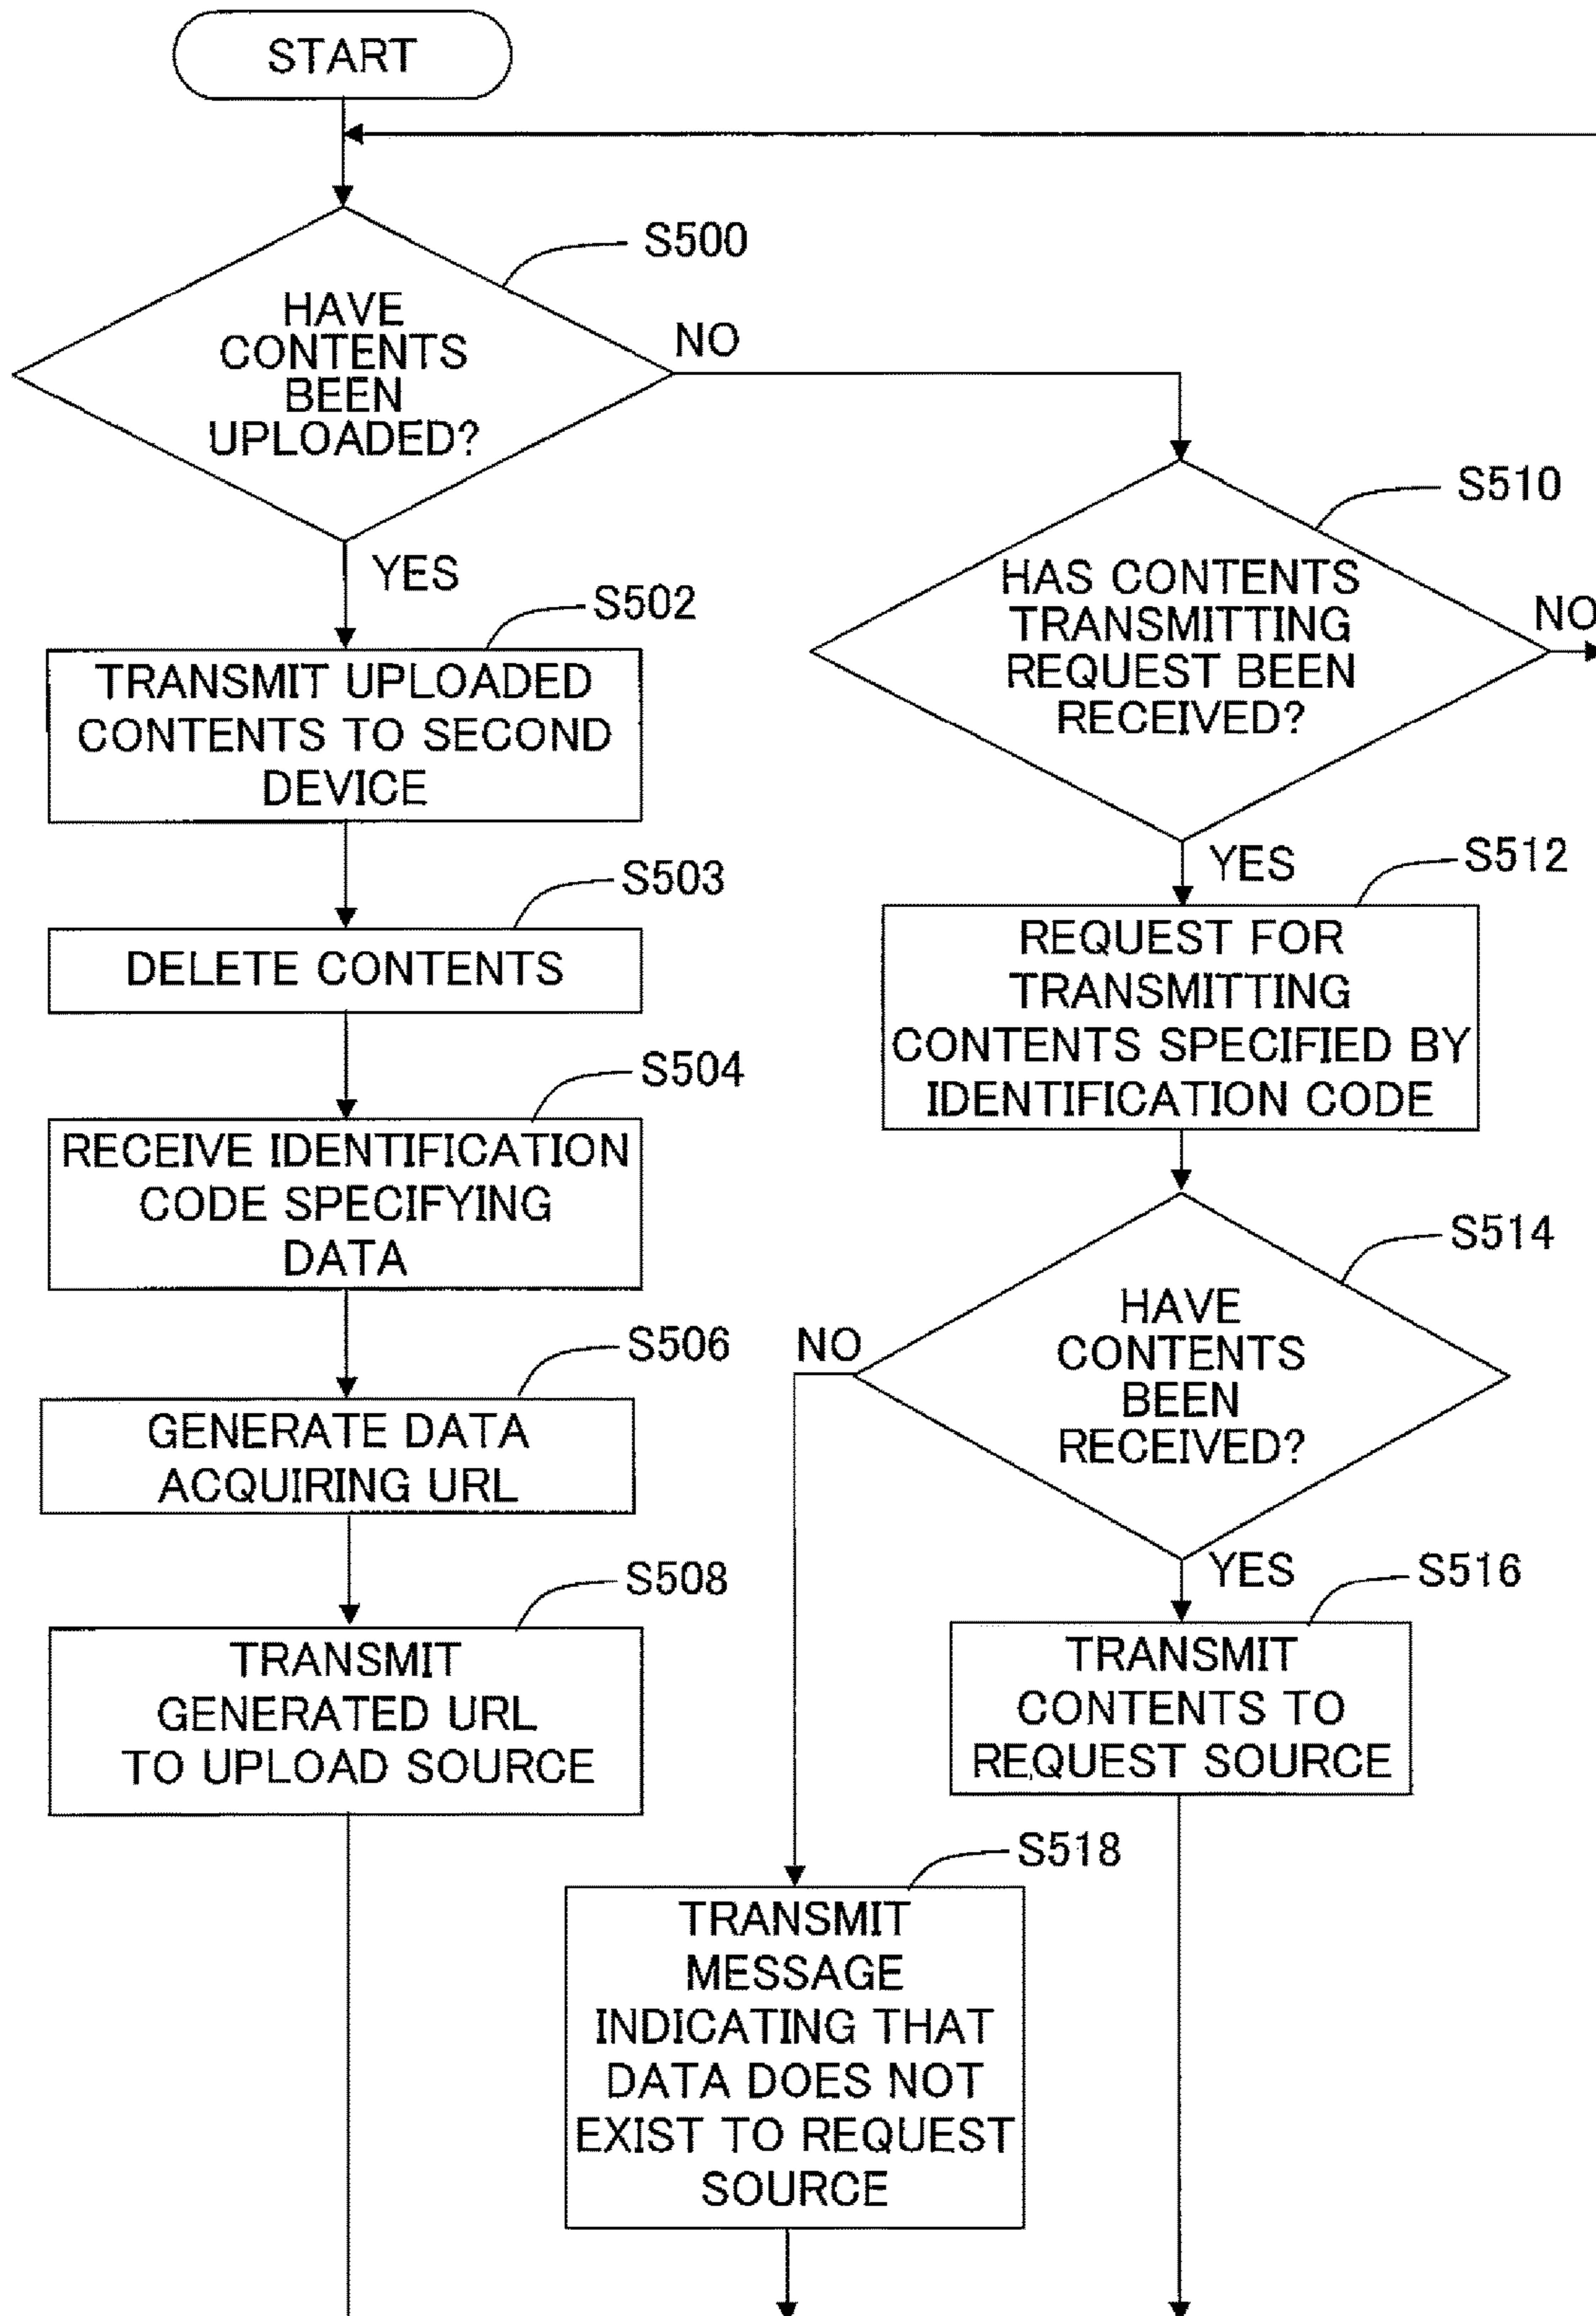 START
S500
HAVE
CONTENTS
BEEN
UPLOADED?
NO
YES
S502
TRANSMIT UPLOADED
CONTENTS TO SECOND
DEVICE
S503
DELETE CONTENTS
S504
RECEIVE IDENTIFICATION
CODE SPECIFYING
DATA
S506
GENERATE DATA
ACQUIRING URL
S508
TRANSMIT
GENERATED URL
TO UPLOAD SOURCE
S510
HAS CONTENTS
TRANSMITTING
REQUEST BEEN
RECEIVED?
NO
YES
S512
REQUEST FOR
TRANSMITTING
CONTENTS SPECIFIED BY
IDENTIFICATION CODE
S514
HAVE
CONTENTS
BEEN
RECEIVED?
NO
YES
S516
TRANSMIT
CONTENTS TO
REQUEST SOURCE
S518
TRANSMIT
MESSAGE
INDICATING THAT
DATA DOES NOT
EXIST TO REQUEST
SOURCE